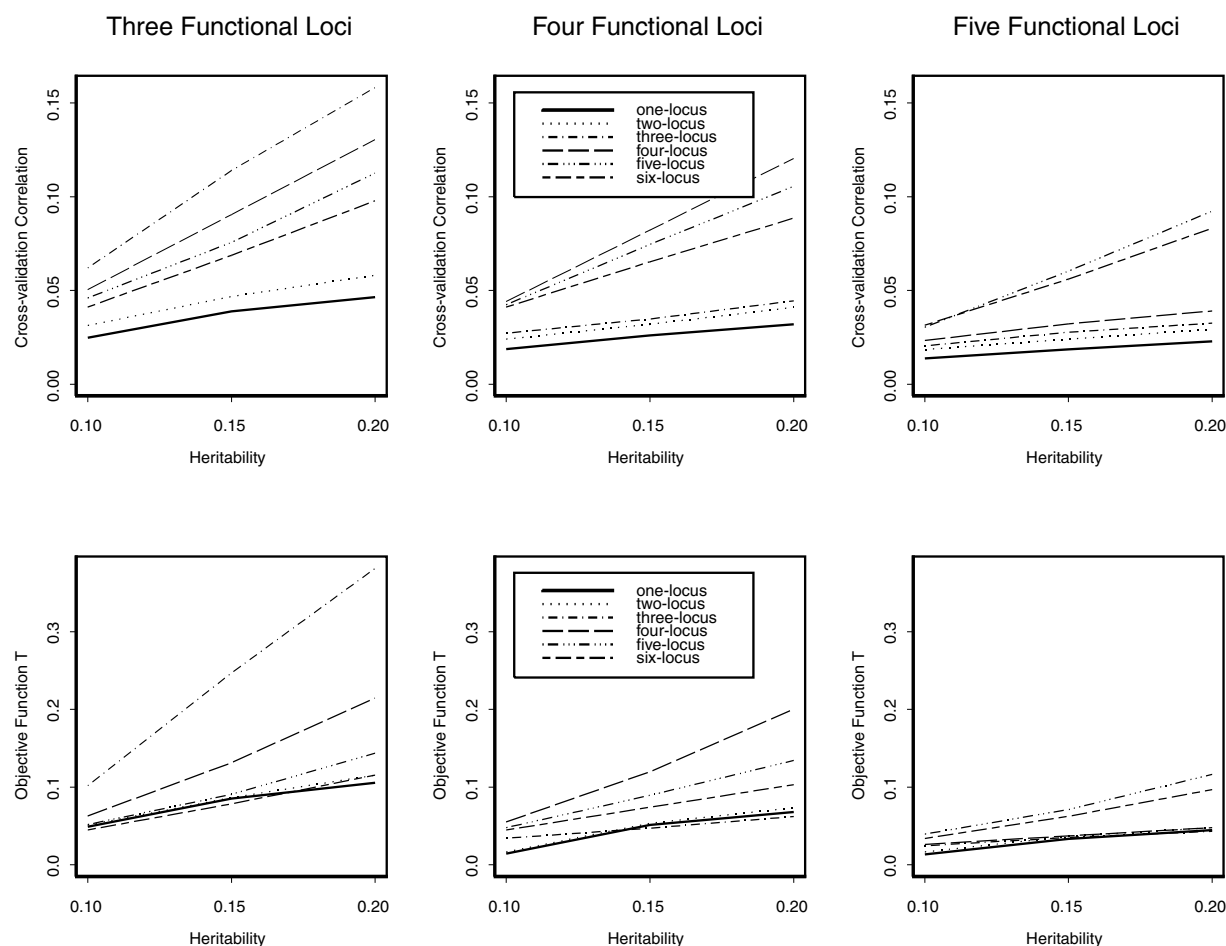 Three Functional Loci
Four Functional Loci
Five Functional Loci
Cross-validation Correlation
0.00
0.05
0.10
0.15
0.10
0.15
0.20
Heritability
Cross-validation Correlation
0.00
0.05
0.10
0.15
one-locus
two-locus
three-locus
four-locus
five-locus
six-locus
0.10
0.15
0.20
Heritability
Cross-validation Correlation
0.00
0.05
0.10
0.15
0.10
0.15
0.20
Heritability
Objective Function T
0.0
0.1
0.2
0.3
0.10
0.15
0.20
Heritability
Objective Function T
0.0
0.1
0.2
0.3
one-locus
two-locus
three-locus
four-locus
five-locus
six-locus
0.10
0.15
0.20
Heritability
Objective Function T
0.0
0.1
0.2
0.3
0.10
0.15
0.20
Heritability